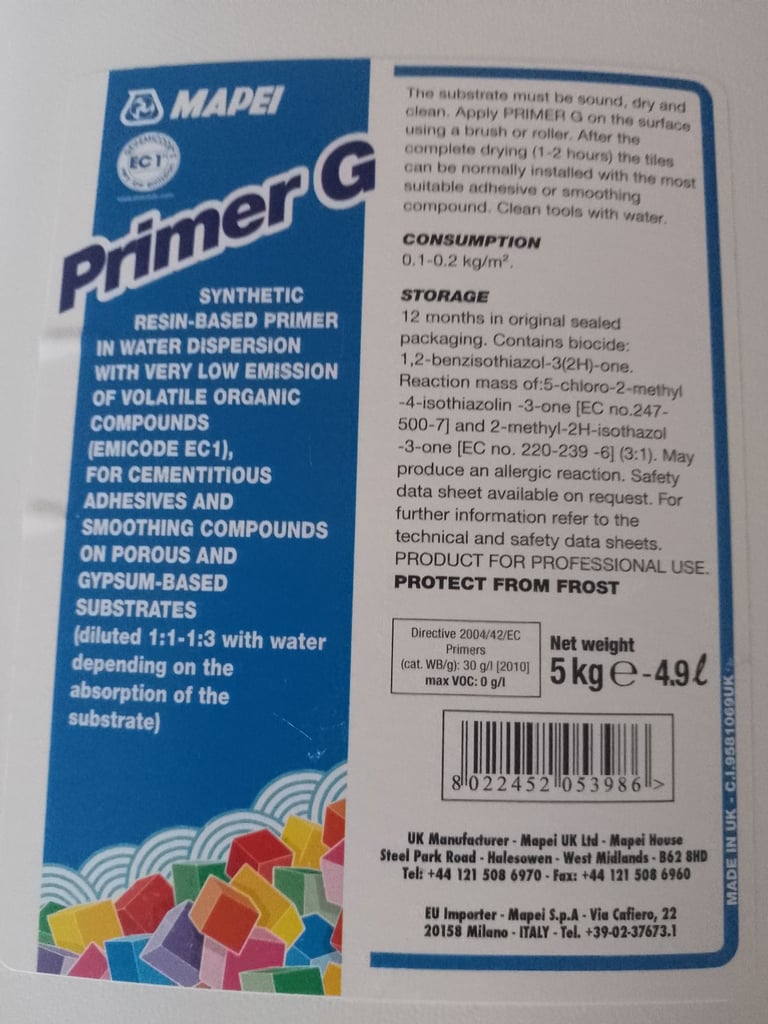 MAPEI
EC1
Primer G
SYNTHETIC
RESIN-BASED PRIMER
IN WATER DISPERSION
WITH VERY LOW EMISSION
OF VOLATILE ORGANIC
COMPOUNDS
(EMICODE EC1),
FOR CEMENTITIOUS
ADHESIVES AND
SMOOTHING COMPOUNDS
ON POROUS AND
GYPSUM-BASED
SUBSTRATES
(diluted 1:1-1:3 with water
depending on the
absorption of the
substrate)
The substrate must be sound, dry and
clean. Apply PRIMER G on the surface
using a brush or roller. After the
complete drying (1-2 hours) the tiles
can be normally installed with the most
suitable adhesive or smoothing
compound. Clean tools with water.
CONSUMPTION
0.1-0.2 kg/m².
STORAGE
12 months in original sealed
packaging. Contains biocide:
1,2-benzisothiazol-3(2H)-one.
Reaction mass of:5-chloro-2-methyl
-4-isothiazolin -3-one [EC no.247-
500-7] and 2-methyl-2H-isothazol
-3-one [EC no. 220-239 -6] (3:1). May
produce an allergic reaction. Safety
data sheet available on request. For
further information refer to the
technical and safety data sheets.
PRODUCT FOR PROFESSIONAL USE.
PROTECT FROM FROST
Directive 2004/42/EC
Primers
(cat. WB/g): 30 g/l [2010]
max VOC: 0 g/l
Net weight
5 kg e - 4.9 ℓ
8 022452 053986 >
UK Manufacturer - Mapei UK Ltd - Mapei House
Steel Park Road - Halesowen - West Midlands - B62 8HD
Tel: +44 121 508 6970 - Fax: +44 121 508 6960
EU Importer - Mapei S.p.A - Via Cafiero, 22
20158 Milano - ITALY - Tel. +39-02-37673.1
MADE IN UK - C.I.9581069UK